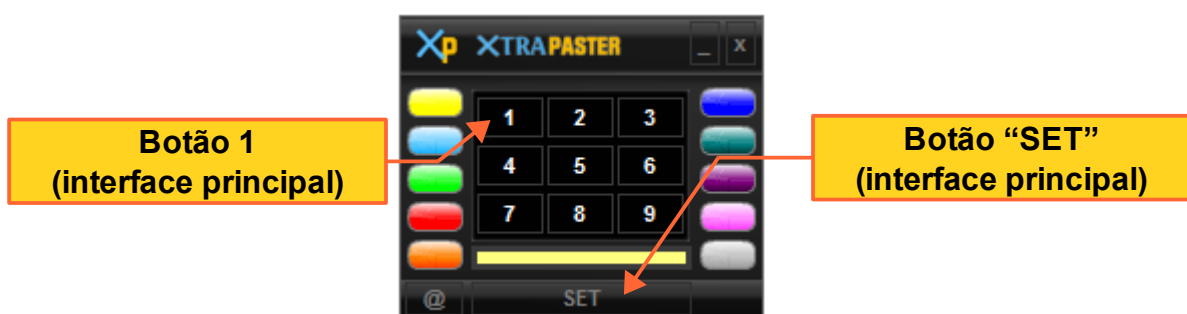 Xp XTRAPASTER _ x
1 2 3
Botão 1
(interface principal)
Botão “SET”
(interface principal)
4 5 6
7 8 9
@ SET